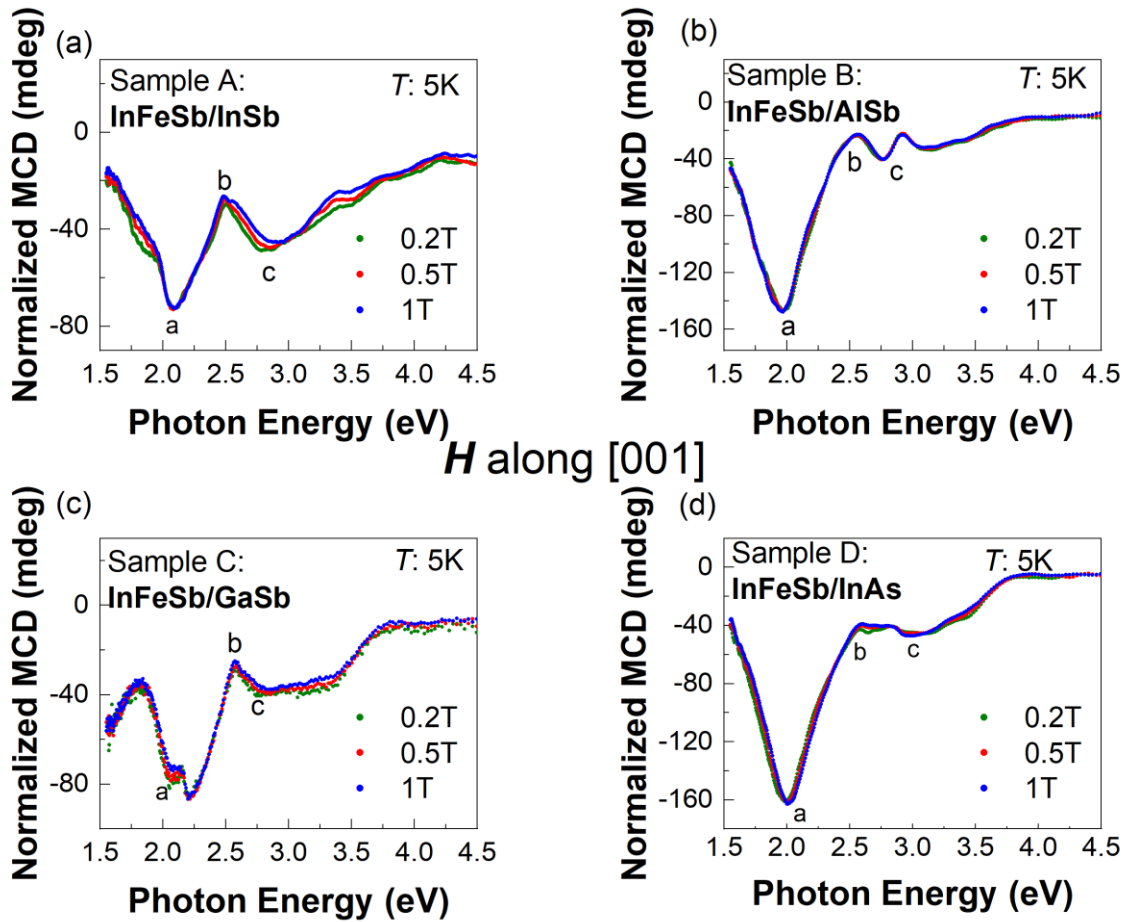 (a)
Normalized MCD (mdeg)
Sample A:
InFeSb/InSb
T: 5K
0
-40
-80
a
b
c
0.2T
0.5T
1T
1.5 2.0 2.5 3.0 3.5 4.0 4.5
Photon Energy (eV)
(b)
Normalized MCD (mdeg)
Sample B:
InFeSb/AlSb
T: 5K
0
-40
-80
-120
-160
a
b
c
0.2T
0.5T
1T
1.5 2.0 2.5 3.0 3.5 4.0 4.5
Photon Energy (eV)
H along [001]
(c)
Normalized MCD (mdeg)
Sample C:
InFeSb/GaSb
T: 5K
0
-40
-80
a
b
c
0.2T
0.5T
1T
1.5 2.0 2.5 3.0 3.5 4.0 4.5
Photon Energy (eV)
(d)
Normalized MCD (mdeg)
Sample D:
InFeSb/InAs
T: 5K
0
-40
-80
-120
-160
a
b
c
0.2T
0.5T
1T
1.5 2.0 2.5 3.0 3.5 4.0 4.5
Photon Energy (eV)